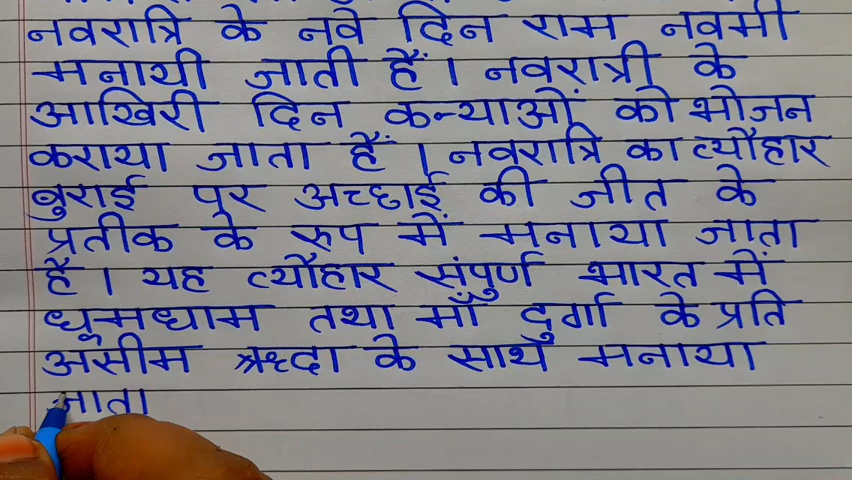 नवरात्रि के नवे दिन राम नवमी
मनायी जाती हैं। नवरात्री के
आखिरी दिन कन्याओं को भोजन
कराया जाता हैं। नवरात्रि का त्यौहार
बुराई पर अच्छाई की जीत के
प्रतीक के रुप में मनाया जाता
है। यह त्यौहार संपुर्ण भारत में
धूमधाम तथा माँ दुर्गा के प्रति
असीम श्रध्दा के साथ मनाया
जाता